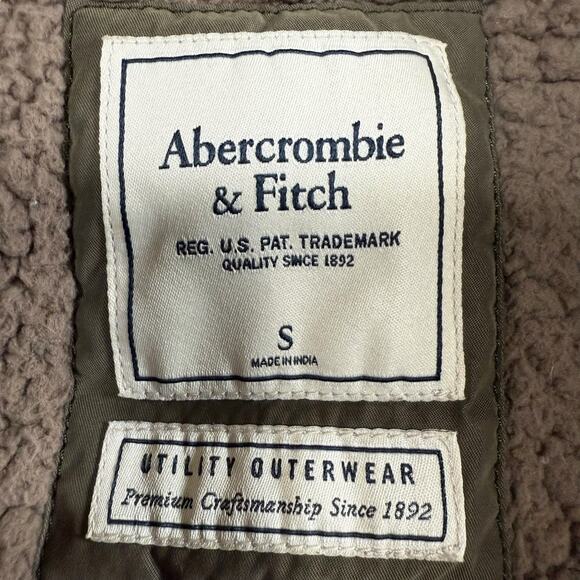 Abercrombie
& Fitch
REG. U.S. PAT. TRADEMARK
QUALITY SINCE 1892
S
MADE IN INDIA
UTILITY OUTERWEAR
Premium Craftsmanship Since 1892